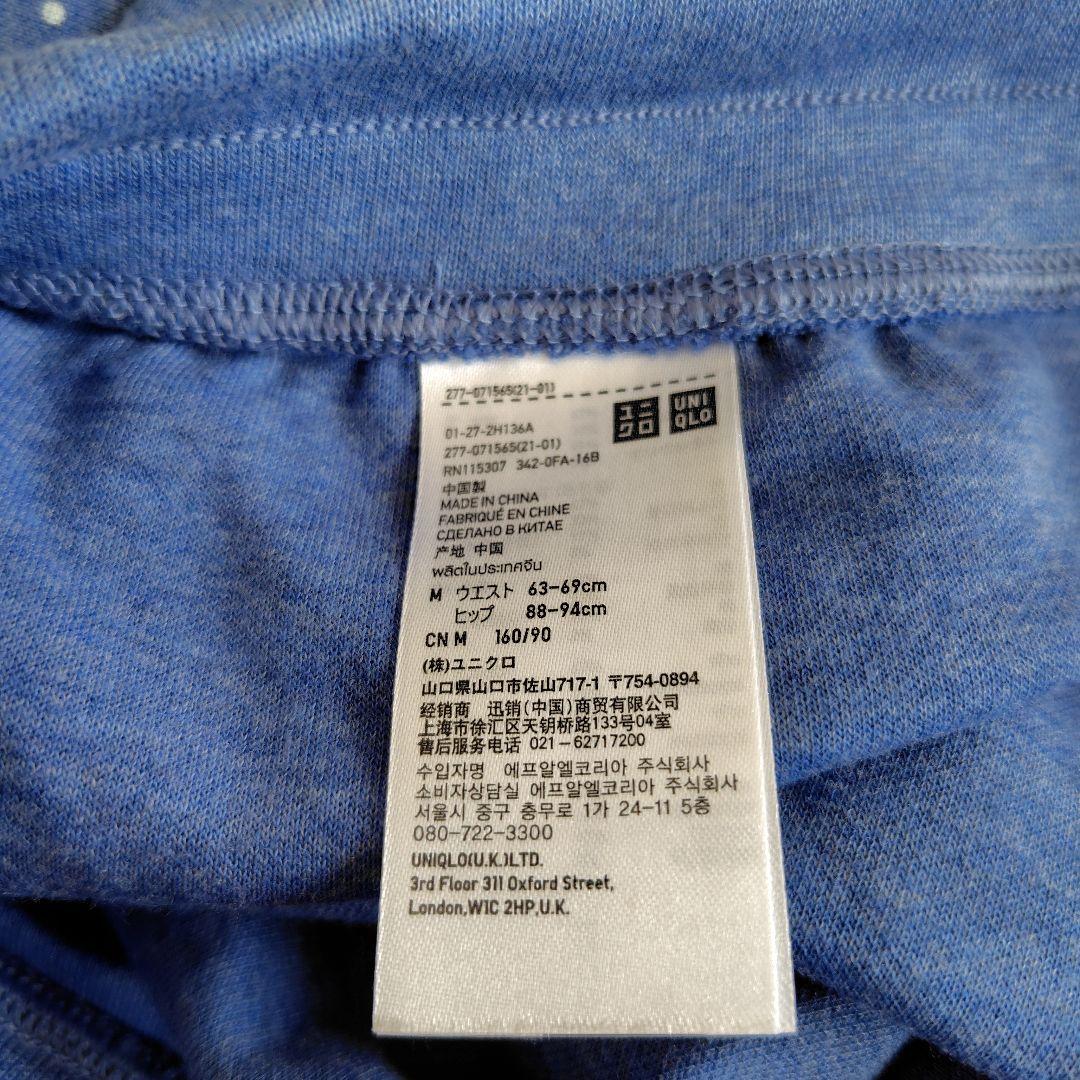 277-071565(21-01)
ユニ
クロ
UNI
QLO
01-27-2H136A
277-071565(21-01)
RN115307 342-0FA-16B
中国製
MADE IN CHINA
FABRIQUÉ EN CHINE
СДЕЛАНО В КИТАЕ
产地 中国
ผลิตในประเทศจีน
M ウエスト 63-69cm
ヒップ 88-94cm
CN M 160/90
(株)ユニクロ
山口県山口市佐山717-1 〒754-0894
经销商 迅销(中国)商贸有限公司
上海市徐汇区天钥桥路133号04室
售后服务电话 021-62717200
수입자명 에프알엘코리아 주식회사
소비자상담실 에프알엘코리아 주식회사
서울시 중구 충무로 1가 24-11 5층
080-722-3300
UNIQLO(U.K.)LTD.
3rd Floor 311 Oxford Street,
London,W1C 2HP,U.K.